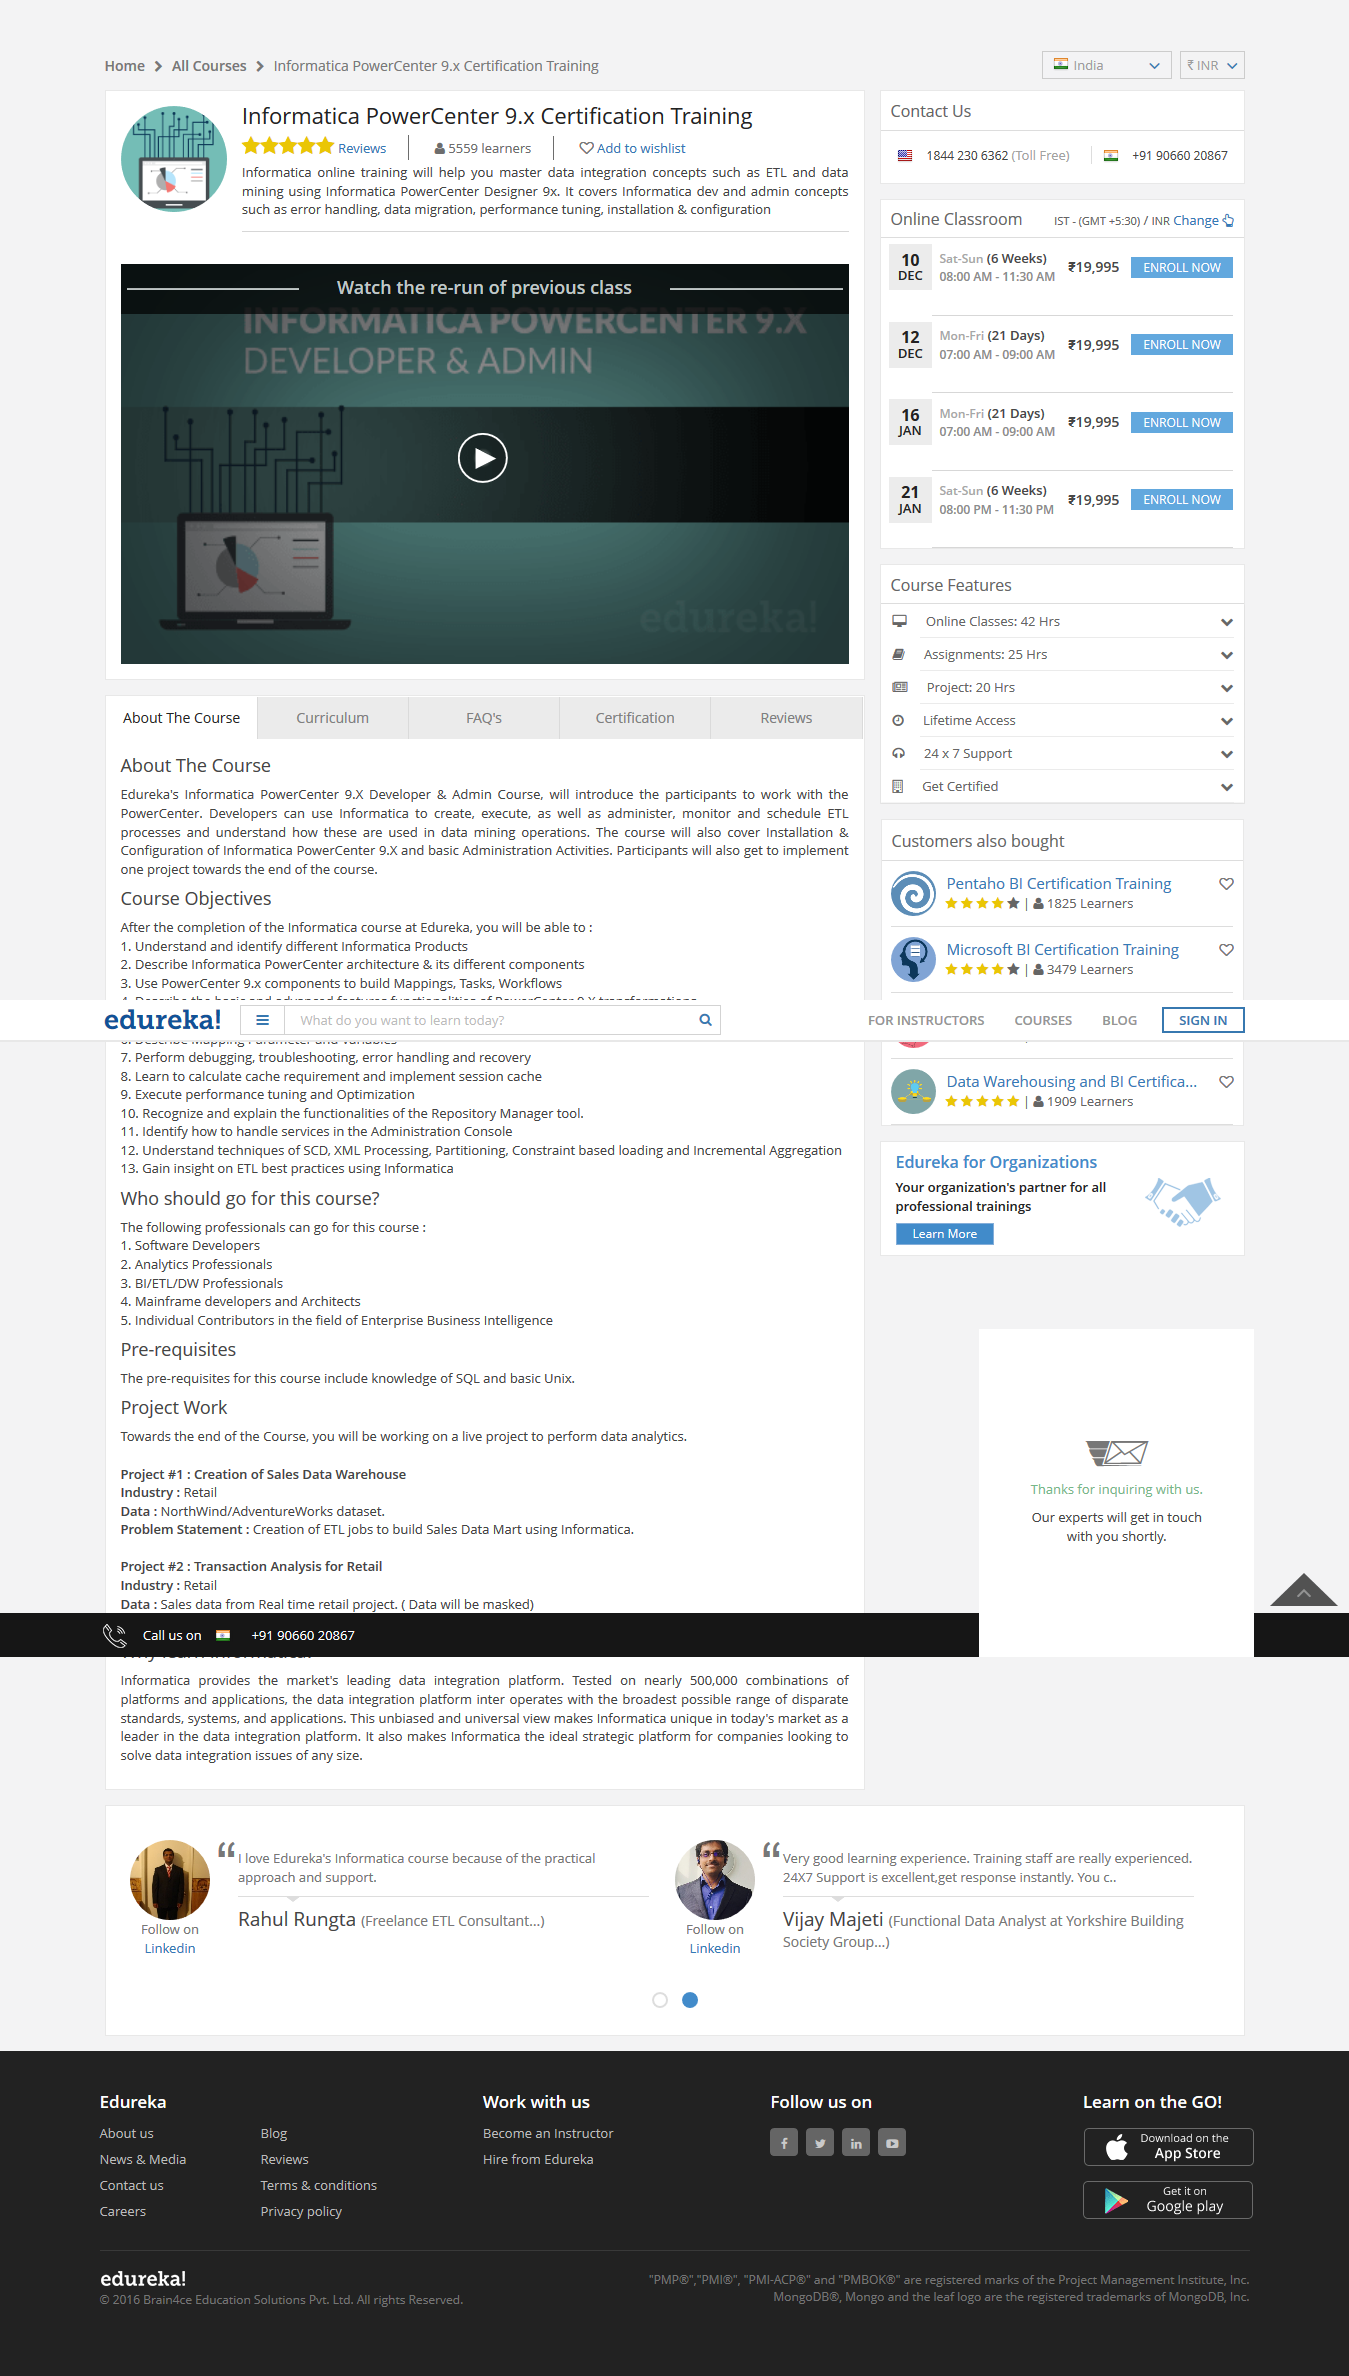 Home All Courses Informatica PowerCenter 9.x Certification Training
India
₹ INR
Informatica PowerCenter 9.x Certification Training
Reviews 5559 learners Add to wishlist
Informatica online training will help you master data integration concepts such as ETL and data
mining using Informatica PowerCenter Designer 9x. It covers Informatica dev and admin concepts
such as error handling, data migration, performance tuning, installation & configuration
Watch the re-run of previous class
INFORMATICA POWERCENTER 9.X
DEVELOPER & ADMIN
edureka!
Contact Us
1844 230 6362 (Toll Free) +91 90660 20867
Online Classroom IST - (GMT +5:30) / INR Change
10 DEC Sat-Sun (6 Weeks) 08:00 AM - 11:30 AM ₹19,995 ENROLL NOW
12 DEC Mon-Fri (21 Days) 07:00 AM - 09:00 AM ₹19,995 ENROLL NOW
16 JAN Mon-Fri (21 Days) 07:00 AM - 09:00 AM ₹19,995 ENROLL NOW
21 JAN Sat-Sun (6 Weeks) 08:00 PM - 11:30 PM ₹19,995 ENROLL NOW
Course Features
Online Classes: 42 Hrs
Assignments: 25 Hrs
Project: 20 Hrs
Lifetime Access
24 x 7 Support
Get Certified
Customers also bought
Pentaho BI Certification Training
1825 Learners
Microsoft BI Certification Training
3479 Learners
About The Course Curriculum FAQ's Certification Reviews
About The Course
Edureka's Informatica PowerCenter 9.X Developer & Admin Course, will introduce the participants to work with the
PowerCenter. Developers can use Informatica to create, execute, as well as administer, monitor and schedule ETL
processes and understand how these are used in data mining operations. The course will also cover Installation &
Configuration of Informatica PowerCenter 9.X and basic Administration Activities. Participants will also get to implement
one project towards the end of the course.
Course Objectives
After the completion of the Informatica course at Edureka, you will be able to :
1. Understand and identify different Informatica Products
2. Describe Informatica PowerCenter architecture & its different components
3. Use PowerCenter 9.x components to build Mappings, Tasks, Workflows
edureka! What do you want to learn today? FOR INSTRUCTORS COURSES BLOG SIGN IN
7. Perform debugging, troubleshooting, error handling and recovery
8. Learn to calculate cache requirement and implement session cache
9. Execute performance tuning and Optimization
10. Recognize and explain the functionalities of the Repository Manager tool.
11. Identify how to handle services in the Administration Console
12. Understand techniques of SCD, XML Processing, Partitioning, Constraint based loading and Incremental Aggregation
13. Gain insight on ETL best practices using Informatica
Data Warehousing and BI Certifica...
1909 Learners
Edureka for Organizations
Your organization's partner for all
professional trainings
Learn More
Who should go for this course?
The following professionals can go for this course :
1. Software Developers
2. Analytics Professionals
3. BI/ETL/DW Professionals
4. Mainframe developers and Architects
5. Individual Contributors in the field of Enterprise Business Intelligence
Pre-requisites
The pre-requisites for this course include knowledge of SQL and basic Unix.
Project Work
Towards the end of the Course, you will be working on a live project to perform data analytics.
Project #1 : Creation of Sales Data Warehouse
Industry : Retail
Data : NorthWind/AdventureWorks dataset.
Problem Statement : Creation of ETL jobs to build Sales Data Mart using Informatica.
Project #2 : Transaction Analysis for Retail
Industry : Retail
Data : Sales data from Real time retail project. ( Data will be masked)
Thanks for inquiring with us.
Our experts will get in touch
with you shortly.
Call us on +91 90660 20867
Informatica provides the market's leading data integration platform. Tested on nearly 500,000 combinations of
platforms and applications, the data integration platform inter operates with the broadest possible range of disparate
standards, systems, and applications. This unbiased and universal view makes Informatica unique in today's market as a
leader in the data integration platform. It also makes Informatica the ideal strategic platform for companies looking to
solve data integration issues of any size.
“ I love Edureka's Informatica course because of the practical
approach and support.
Rahul Rungta (Freelance ETL Consultant...)
Follow on
Linkedin
“ Very good learning experience. Training staff are really experienced.
24X7 Support is excellent,get response instantly. You c..
Vijay Majeti (Functional Data Analyst at Yorkshire Building
Society Group...)
Follow on
Linkedin
Edureka
About us
News & Media
Contact us
Careers
Blog
Reviews
Terms & conditions
Privacy policy
Work with us
Become an Instructor
Hire from Edureka
Follow us on
Learn on the GO!
Download on the
App Store
Get it on
Google play
edureka!
© 2016 Brain4ce Education Solutions Pvt. Ltd. All rights Reserved.
"PMP®","PMI®", "PMI-ACP®" and "PMBOK®" are registered marks of the Project Management Institute, Inc.
MongoDB®, Mongo and the leaf logo are the registered trademarks of MongoDB, Inc.